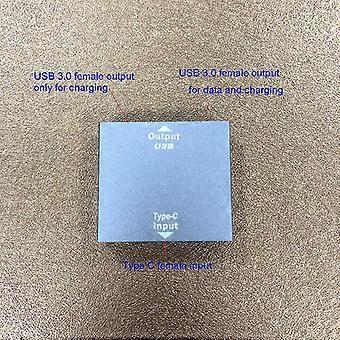 USB 3.0 female output
only for charging
USB 3.0 female output
for data and charging
Output
USB
Type-C
Input
Type C female input